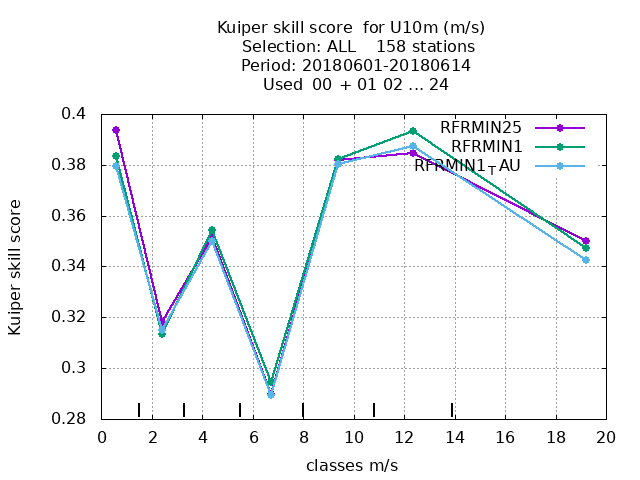 Kuiper skill score  for U10m (m/s)
Selection: ALL    158 stations
Period: 20180601-20180614
Used  00 + 01 02 ... 24
RFRMIN25
RFRMIN1
RFRMIN1TAU
Kuiper skill score
0.4
0.38
0.36
0.34
0.32
0.3
0.28
0 2 4 6 8 10 12 14 16 18 20
classes m/s